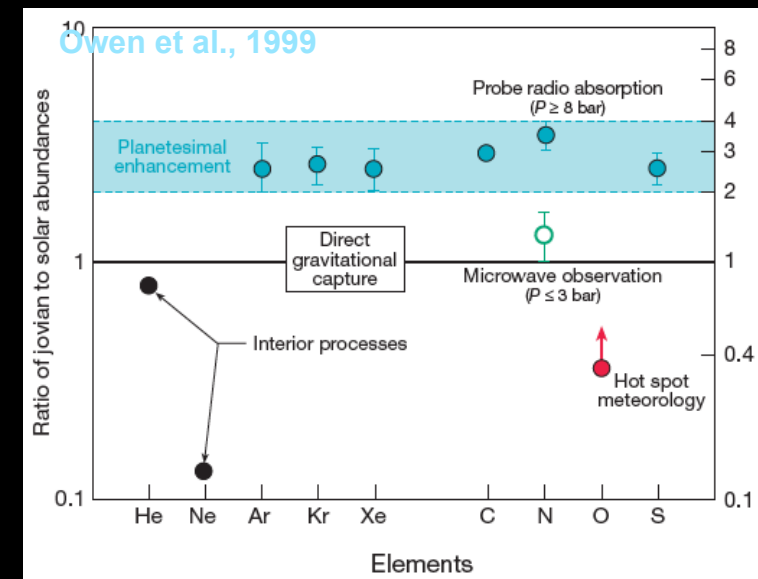 Owen et al., 1999
10
1
0.1
Ratio of jovian to solar abundances
8
6
4
3
2
1
0.4
0.1
Probe radio absorption
(P ≥ 8 bar)
Planetesimal
enhancement
Direct
gravitational
capture
Microwave observation
(P ≤ 3 bar)
Interior processes
Hot spot
meteorology
He Ne Ar Kr Xe C N O S
Elements